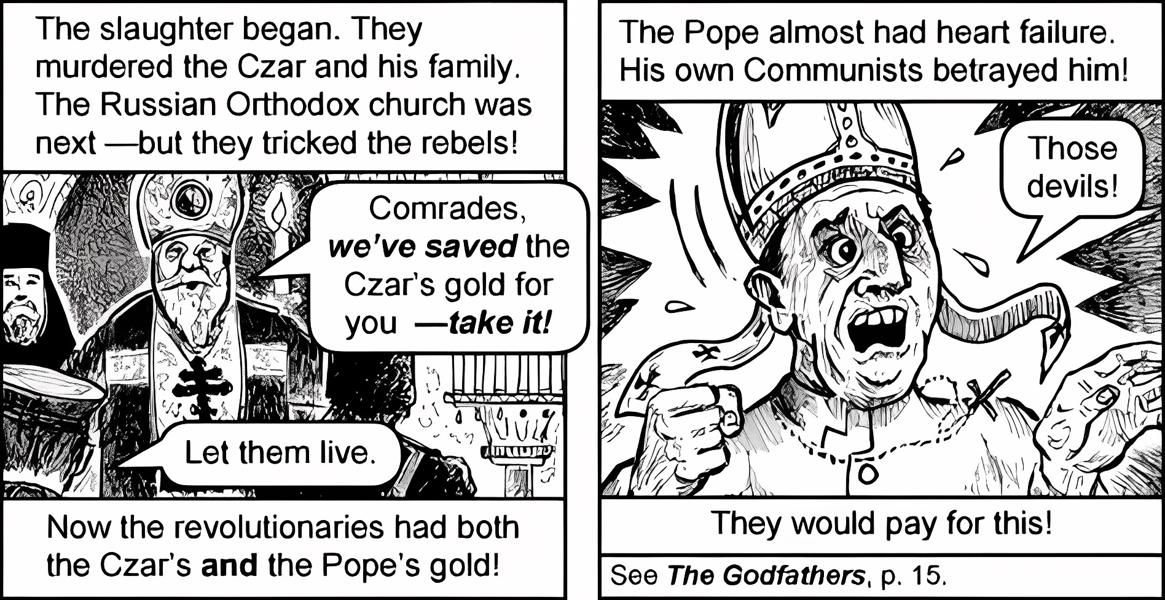 The slaughter began. They
murdered the Czar and his family.
The Russian Orthodox church was
next —but they tricked the rebels!
Comrades,
we've saved the
Czar's gold for
you —take it!
Let them live.
Now the revolutionaries had both
the Czar's and the Pope's gold!
The Pope almost had heart failure.
His own Communists betrayed him!
Those
devils!
They would pay for this!
See The Godfathers, p. 15.